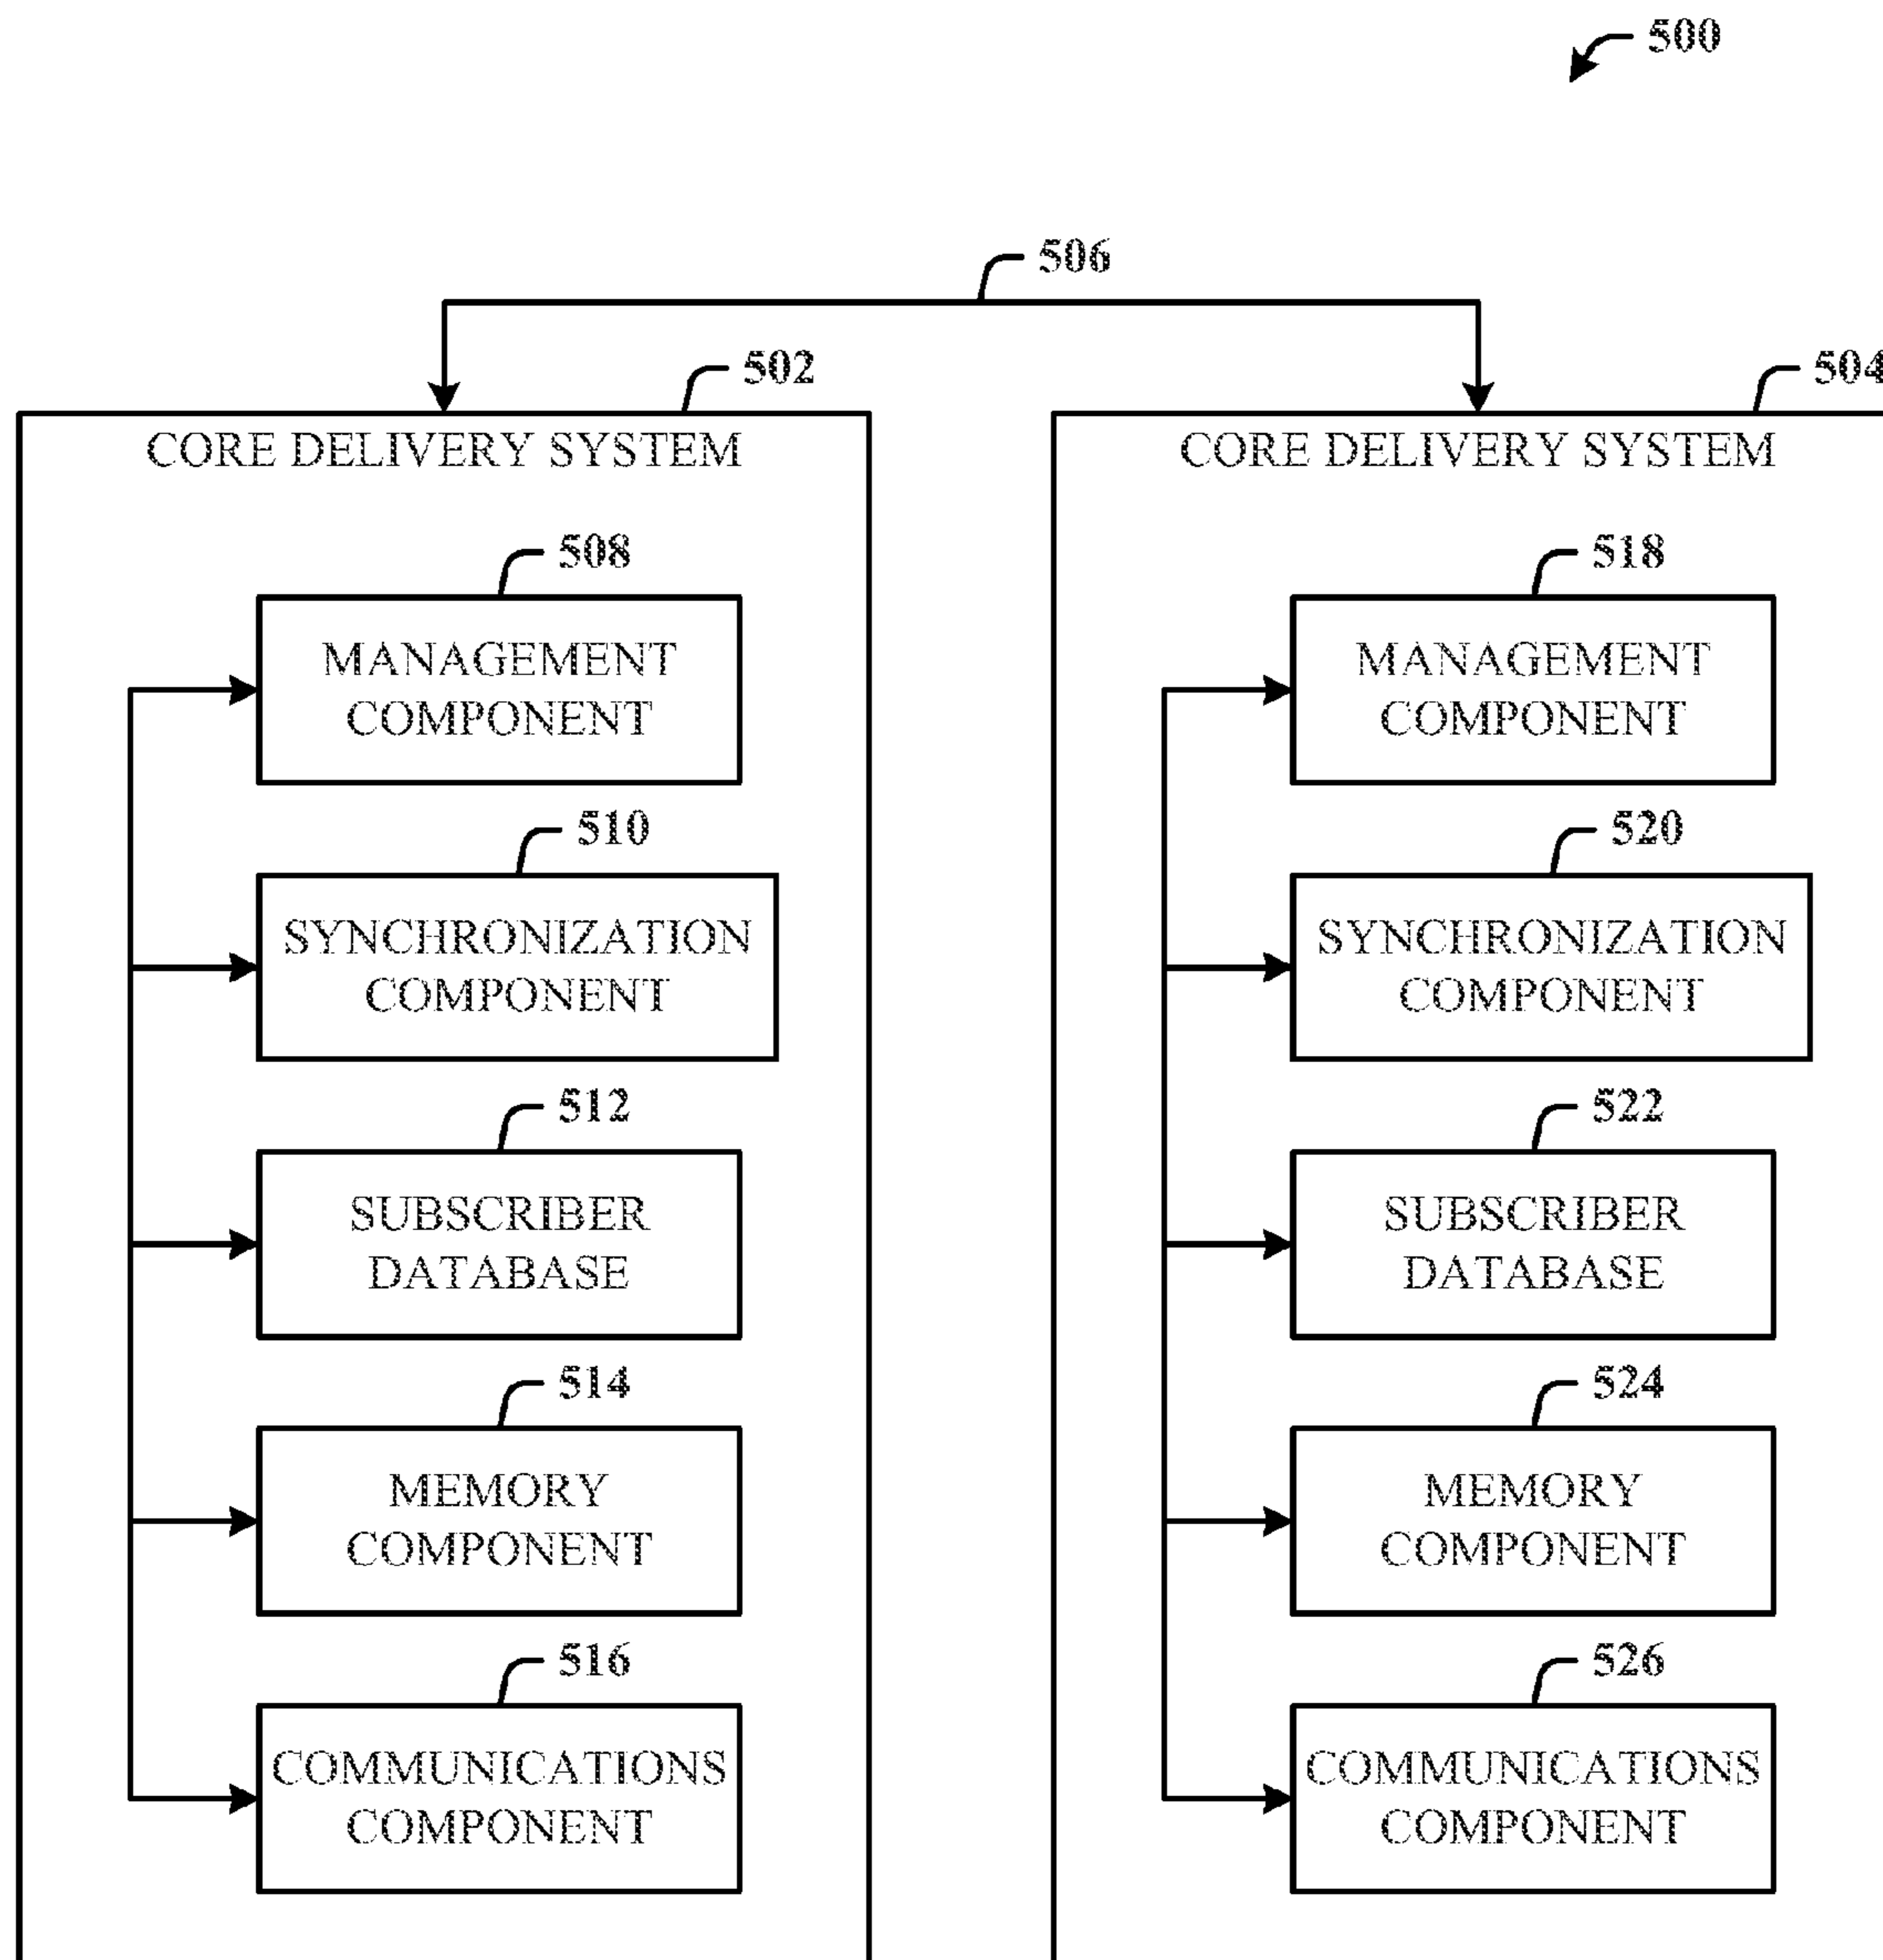 500
506
502
504
CORE DELIVERY SYSTEM
CORE DELIVERY SYSTEM
508
MANAGEMENT
COMPONENT
510
SYNCHRONIZATION
COMPONENT
512
SUBSCRIBER
DATABASE
514
MEMORY
COMPONENT
516
COMMUNICATIONS
COMPONENT
518
MANAGEMENT
COMPONENT
520
SYNCHRONIZATION
COMPONENT
522
SUBSCRIBER
DATABASE
524
MEMORY
COMPONENT
526
COMMUNICATIONS
COMPONENT